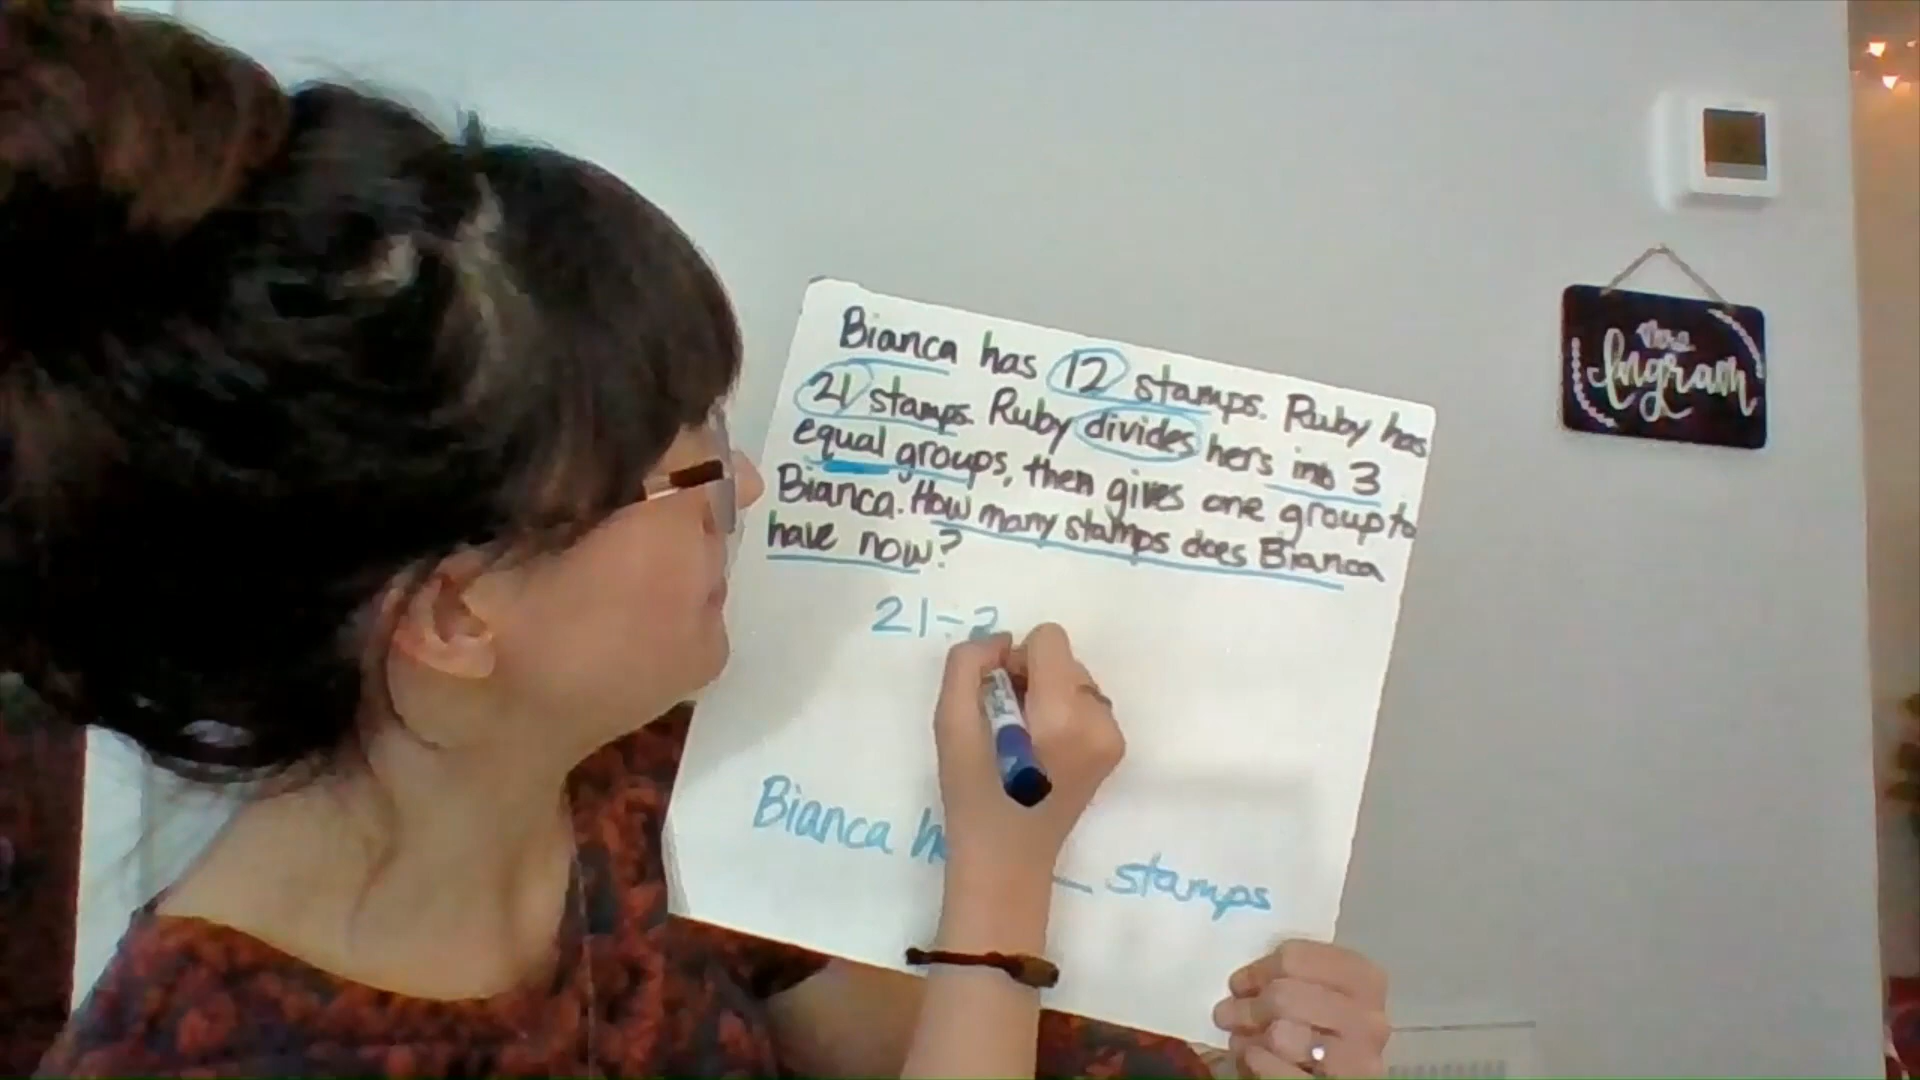 Bianca has 12 stamps. Ruby has
21 stamps. Ruby divides hers into 3
equal groups, then gives one group to
Bianca. How many stamps does Bianca
have now?
21÷
Bianca
stamps
Mrs.
Ingram